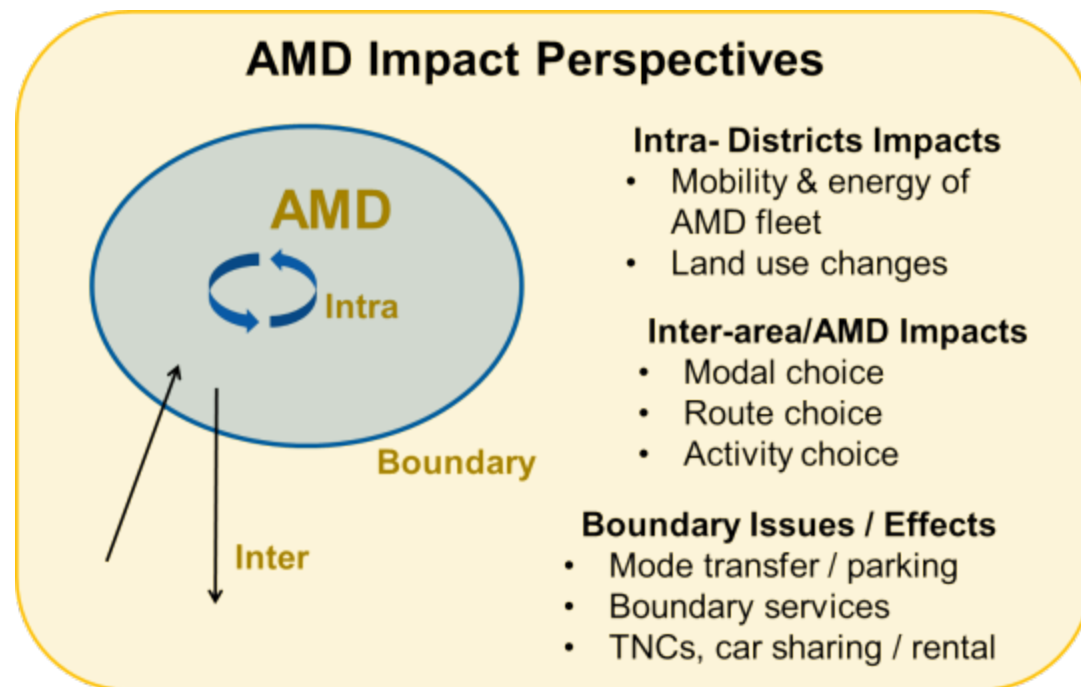 AMD Impact Perspectives
AMD
Intra
Boundary
Inter
Intra- Districts Impacts
• Mobility & energy of
AMD fleet
• Land use changes
Inter-area/AMD Impacts
• Modal choice
• Route choice
• Activity choice
Boundary Issues / Effects
• Mode transfer / parking
• Boundary services
• TNCs, car sharing / rental